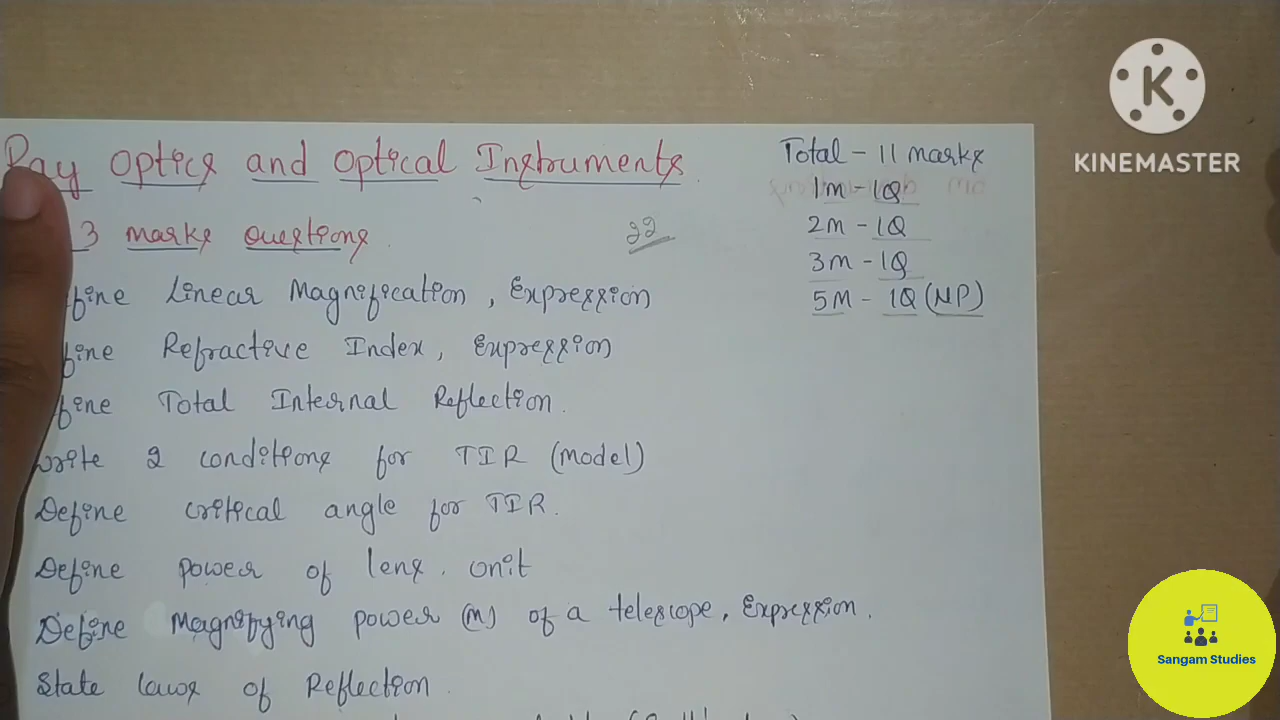 Ray Optics and Optical Instruments
3 marks Questions
22
fine Linear Magnification, Expression
fine Refractive Index, Expression
fine Total Internal Reflection.
Write 2 conditions for TIR (model)
Define critical angle for TIR.
Define power of lens. Unit
Define Magnifying power (m) of a telescope, Expression.
State laws of Reflection.
Total - 11 marks
1M - 1Q
2M - 1Q
3M - 1Q
5M - 1Q (NP)
KINEMASTER
Sangam Studies